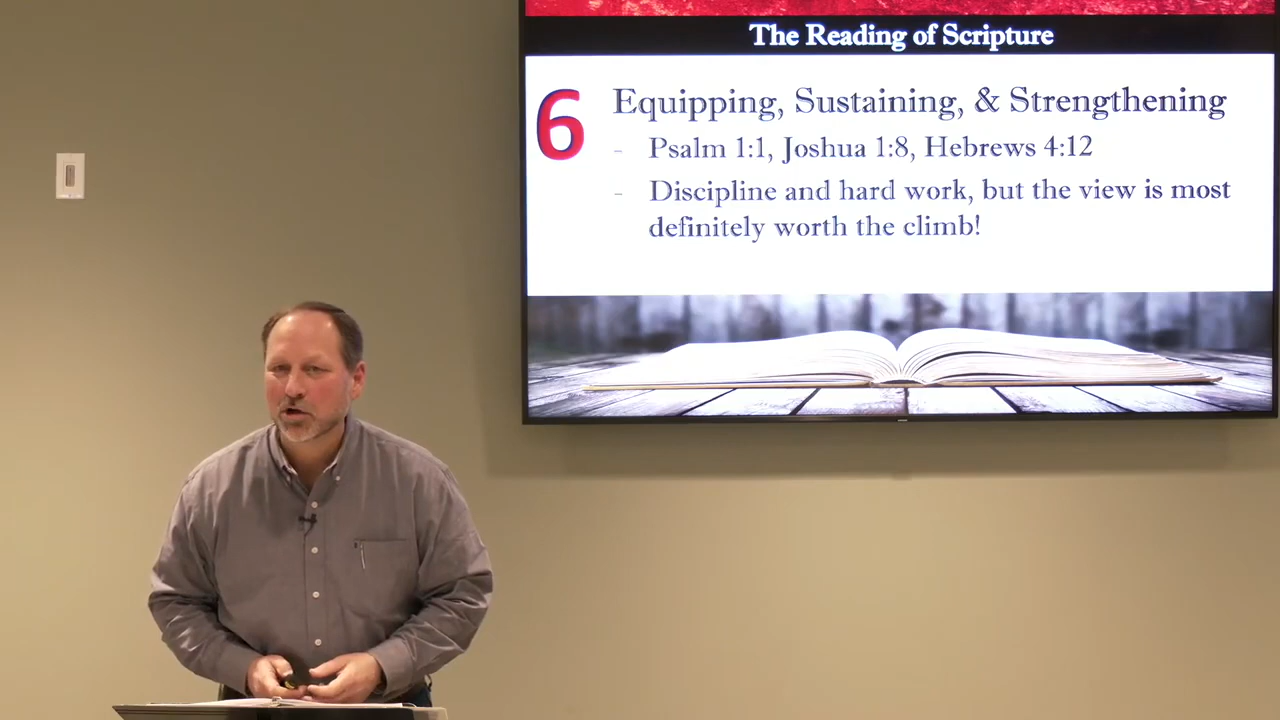 The Reading of Scripture
6 Equipping, Sustaining, & Strengthening
- Psalm 1:1, Joshua 1:8, Hebrews 4:12
- Discipline and hard work, but the view is most
definitely worth the climb!